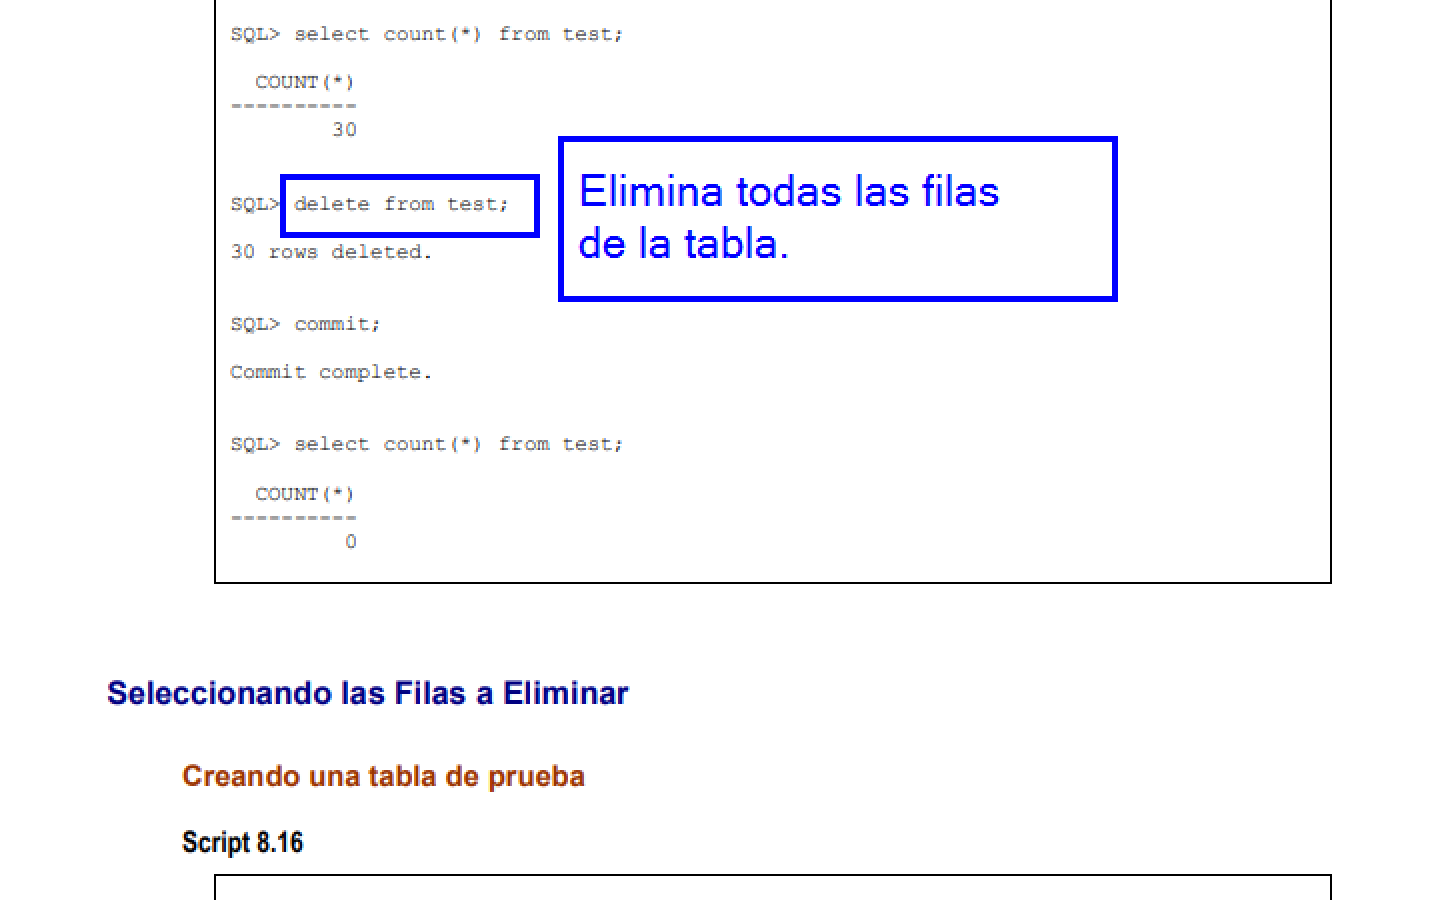 SQL> select count(*) from test;
COUNT(*)
----------
30
SQL> delete from test;
Elimina todas las filas
de la tabla.
30 rows deleted.
SQL> commit;
Commit complete.
SQL> select count(*) from test;
COUNT(*)
----------
0
Seleccionando las Filas a Eliminar
Creando una tabla de prueba
Script 8.16